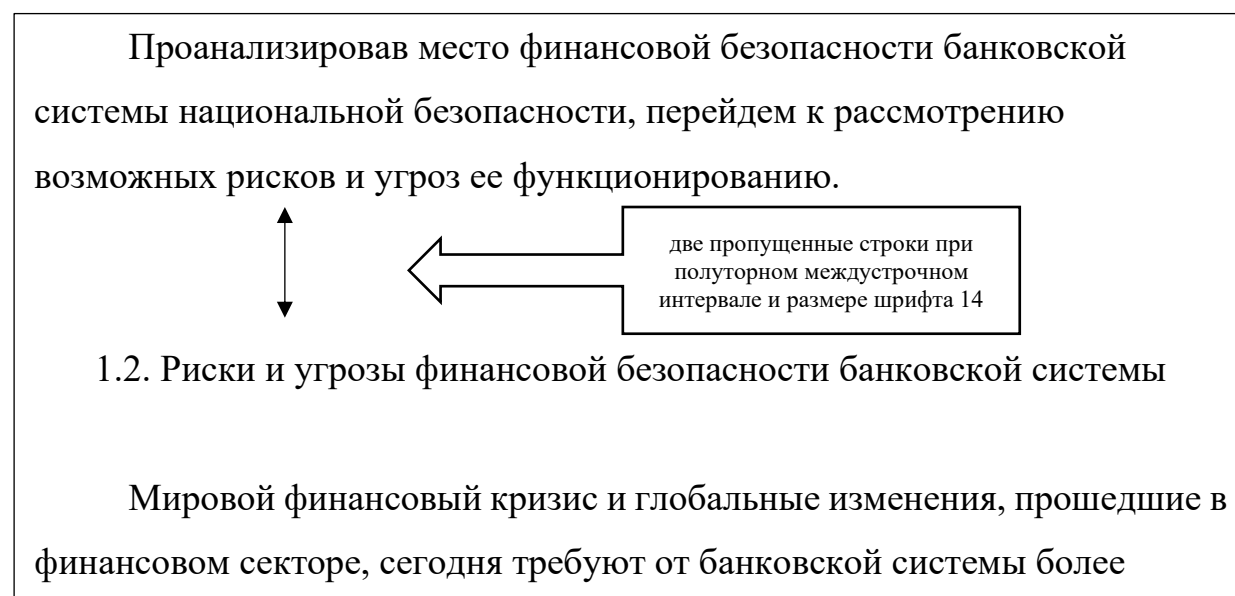 Проанализировав место финансовой безопасности банковской
системы национальной безопасности, перейдем к рассмотрению
возможных рисков и угроз ее функционированию.
две пропущенные строки при
полуторном междустрочном
интервале и размере шрифта 14
1.2. Риски и угрозы финансовой безопасности банковской системы
Мировой финансовый кризис и глобальные изменения, прошедшие в
финансовом секторе, сегодня требуют от банковской системы более